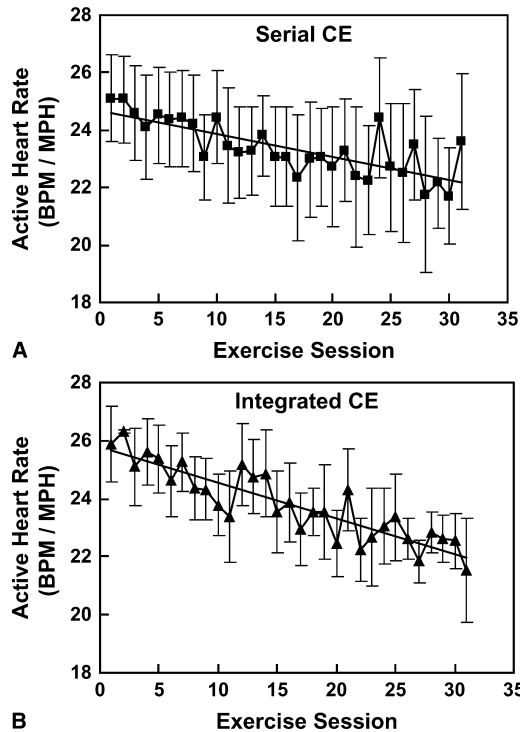 Serial CE
Active Heart Rate
(BPM / MPH)
28
26
24
22
20
18
0 5 10 15 20 25 30 35
A
Exercise Session
Integrated CE
Active Heart Rate
(BPM / MPH)
28
26
24
22
20
18
0 5 10 15 20 25 30 35
B
Exercise Session